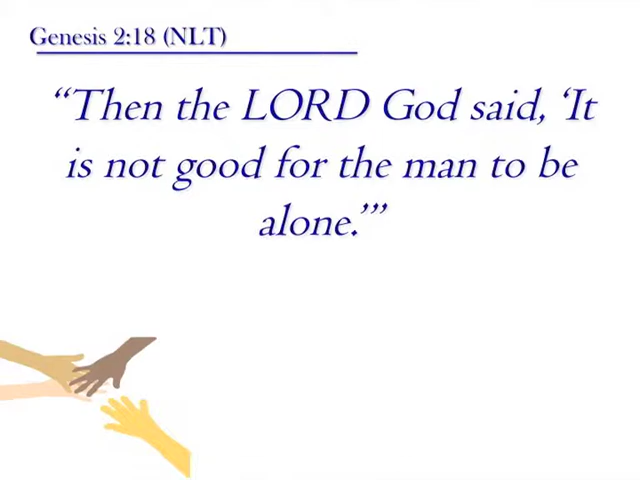 Genesis 2:18 (NLT)
“Then the LORD God said, ‘It
is not good for the man to be
alone.’”